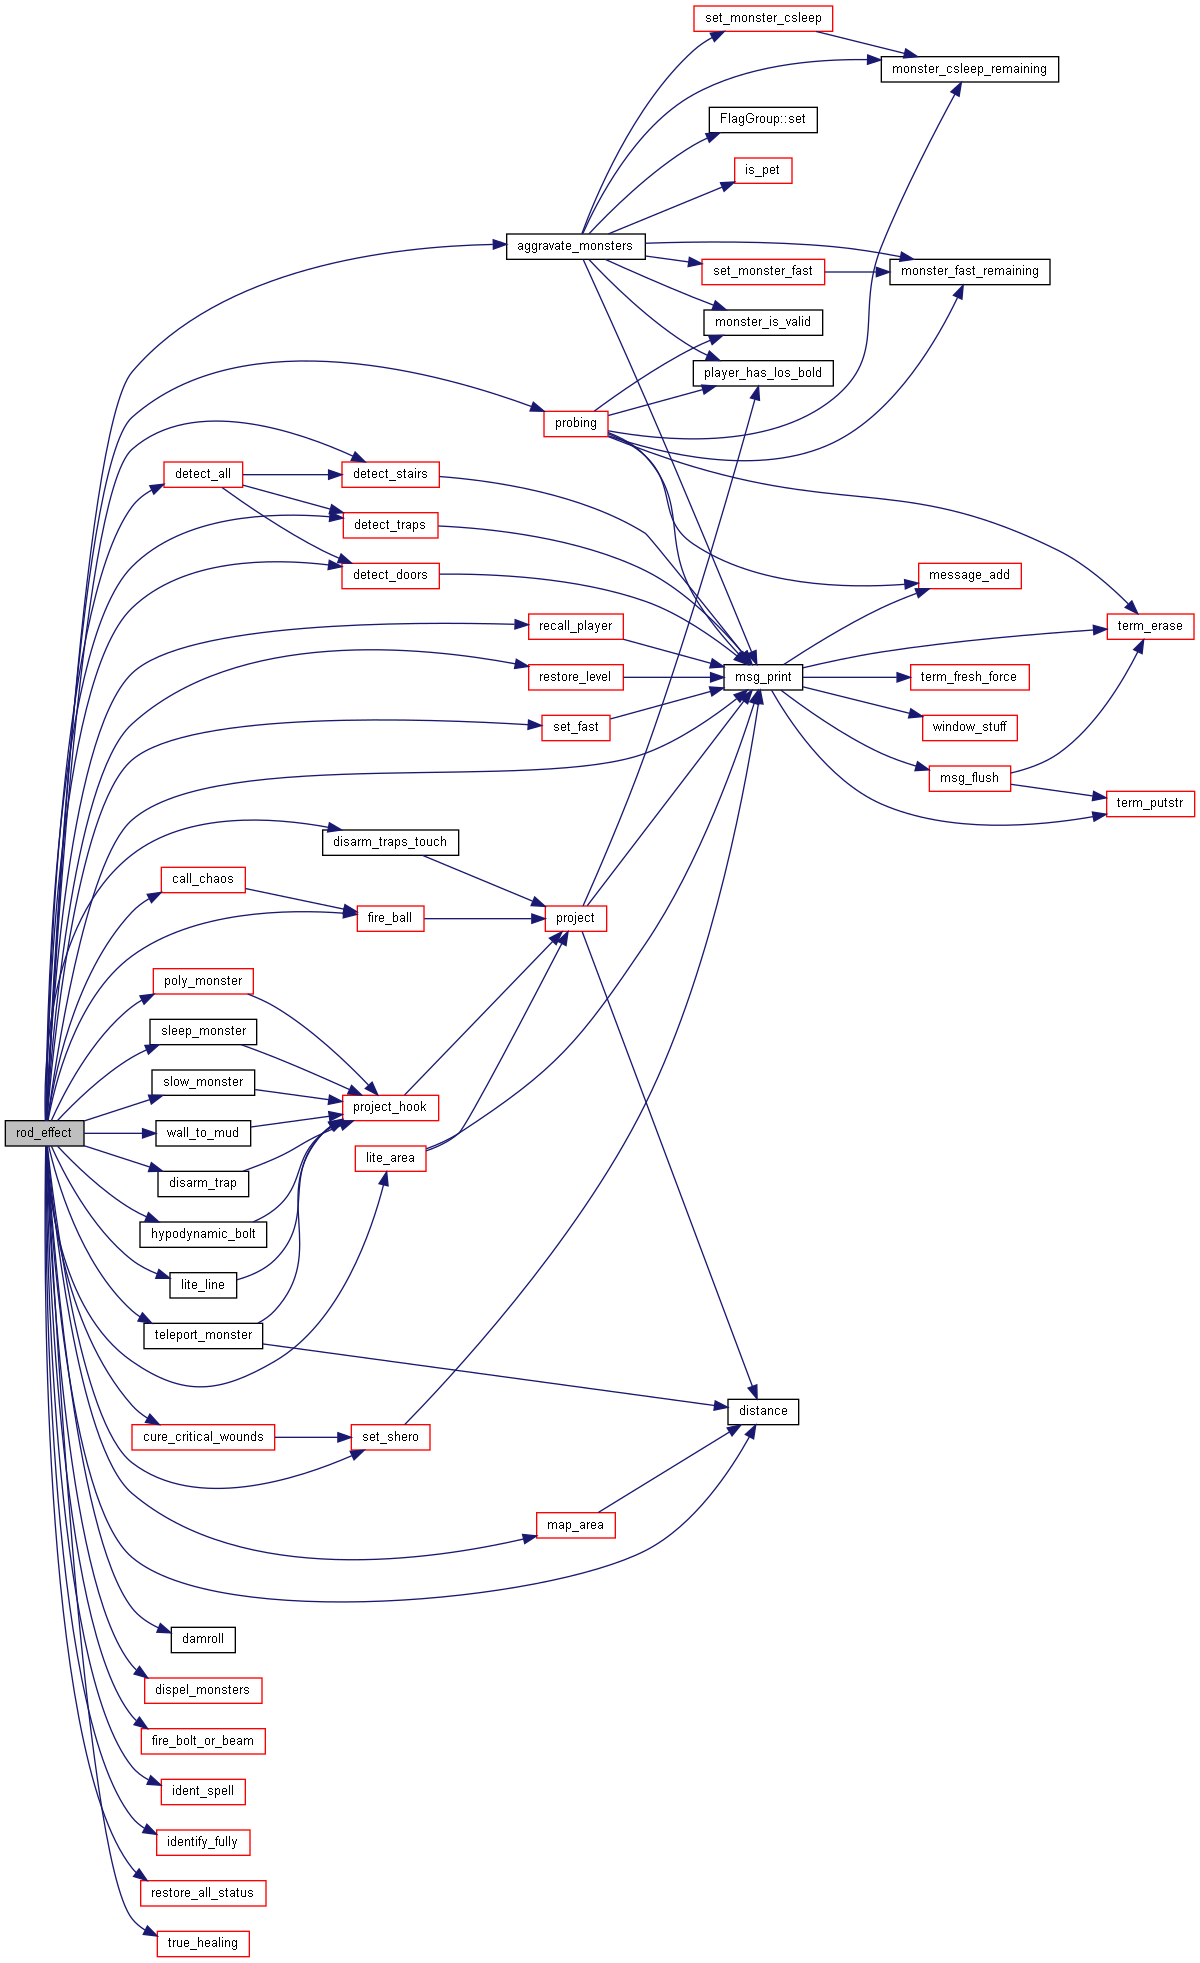 set_monster_csleep
monster_csleep_remaining
FlagGroup::set
is_pet
aggravate_monsters
set_monster_fast
monster_fast_remaining
monster_is_valid
player_has_los_bold
probing
detect_all
detect_stairs
detect_traps
detect_doors
message_add
recall_player
term_erase
restore_level
msg_print
term_fresh_force
set_fast
window_stuff
msg_flush
term_putstr
disarm_traps_touch
call_chaos
fire_ball
project
poly_monster
sleep_monster
slow_monster
project_hook
rod_effect
wall_to_mud
lite_area
disarm_trap
hypodynamic_bolt
lite_line
teleport_monster
distance
cure_critical_wounds
set_shero
map_area
damroll
dispel_monsters
fire_bolt_or_beam
ident_spell
identify_fully
restore_all_status
true_healing